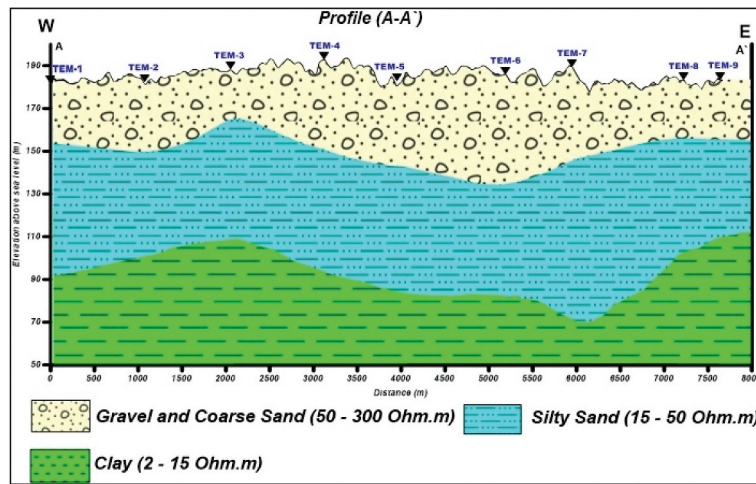 Profile (A-A`)
W
E
A
A`
TEM-1
TEM-2
TEM-3
TEM-4
TEM-5
TEM-6
TEM-7
TEM-8
TEM-9
Elevation above sea level (m)
190
170
150
130
110
90
70
50
0 500 1000 1500 2000 2500 3000 3500 4000 4500 5000 5500 6000 6500 7000 7500 800
Distance (m)
Gravel and Coarse Sand (50 - 300 Ohm.m)
Silty Sand (15 - 50 Ohm.m)
Clay (2 - 15 Ohm.m)